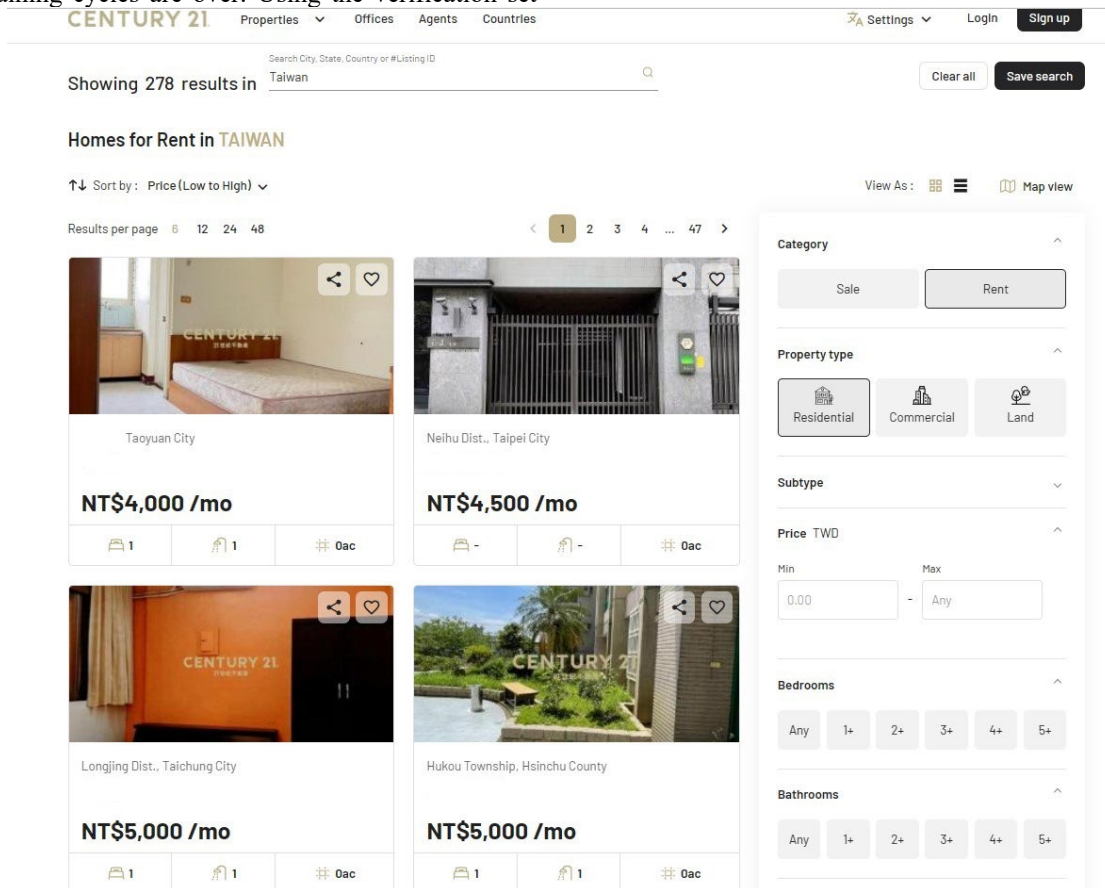 CENTURY 21. Properties Offices Agents Countries Settings Login Sign up
Search City, State, Country or #Listing ID
Showing 278 results in Taiwan Clear all Save search
Homes for Rent in TAIWAN
Sort by : Price (Low to High) View As : Map view
Results per page 6 12 24 48 < 1 2 3 4 ... 47 >
Category
Sale Rent
CENTURY 21.
Property type
Residential Commercial Land
Taoyuan City Neihu Dist., Taipei City
Subtype
NT$4,000 /mo NT$4,500 /mo
Price TWD
1 1 0ac - - 0ac
Min Max
0.00 - Any
CENTURY 21. CENTURY 21
Bedrooms
Any 1+ 2+ 3+ 4+ 5+
Longjing Dist., Taichung City Hukou Township, Hsinchu County
Bathrooms
NT$5,000 /mo NT$5,000 /mo
Any 1+ 2+ 3+ 4+ 5+
1 1 0ac 1 1 0ac